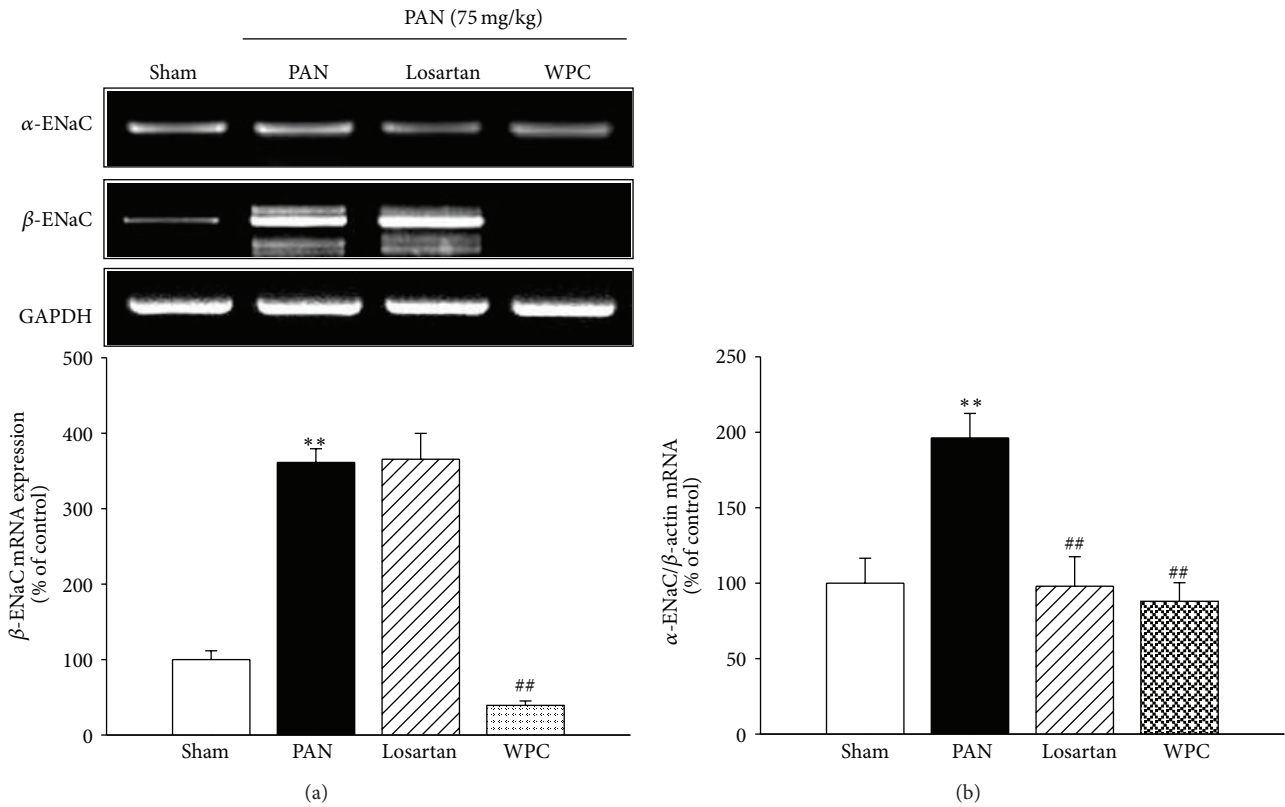 PAN (75 mg/kg)
Sham PAN Losartan WPC
α-ENaC
β-ENaC
GAPDH
β-ENaC mRNA expression
(% of control)
500
400
300
200
100
0
**
##
Sham PAN Losartan WPC
(a)
α-ENaC/β-actin mRNA
(% of control)
250
200
150
100
50
0
**
##
##
Sham PAN Losartan WPC
(b)